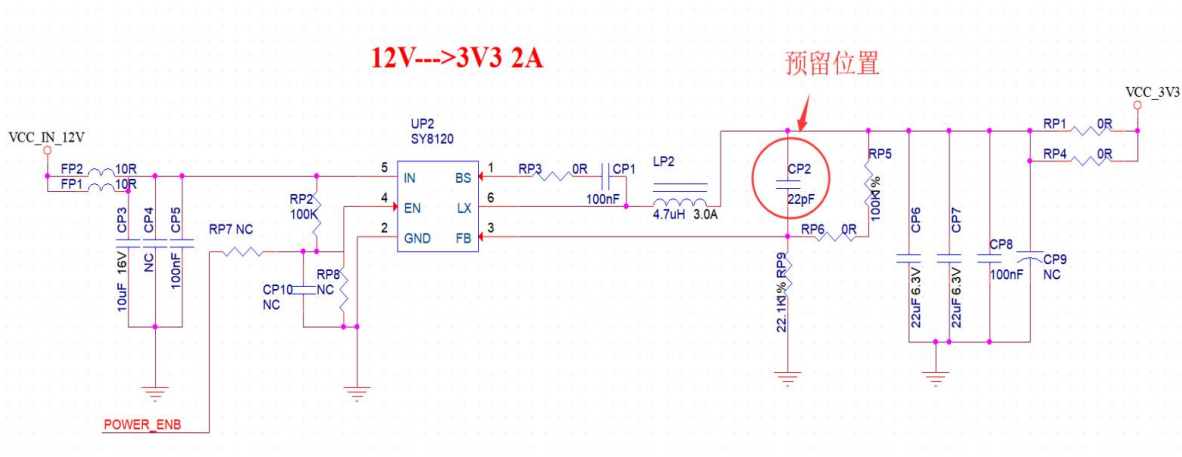 12V--->3V3 2A
预留位置
VCC_IN_12V
FP2 10R
FP1 10R
CP3
10uF 16V
CP4
NC
CP5
100nF
RP2
100K
RP7 NC
CP10
NC
RP8
NC
POWER_ENB
UP2
SY8120
5 IN
4 EN
2 GND
BS 1
LX 6
FB 3
RP3 0R
CP1
100nF
LP2
4.7uH 3.0A
CP2
22pF
RP5
100K1%
RP6 0R
RP9
22.1K1%
CP6
22uF 6.3V
CP7
22uF 6.3V
CP8
100nF
CP9
NC
RP1 0R
RP4 0R
VCC_3V3